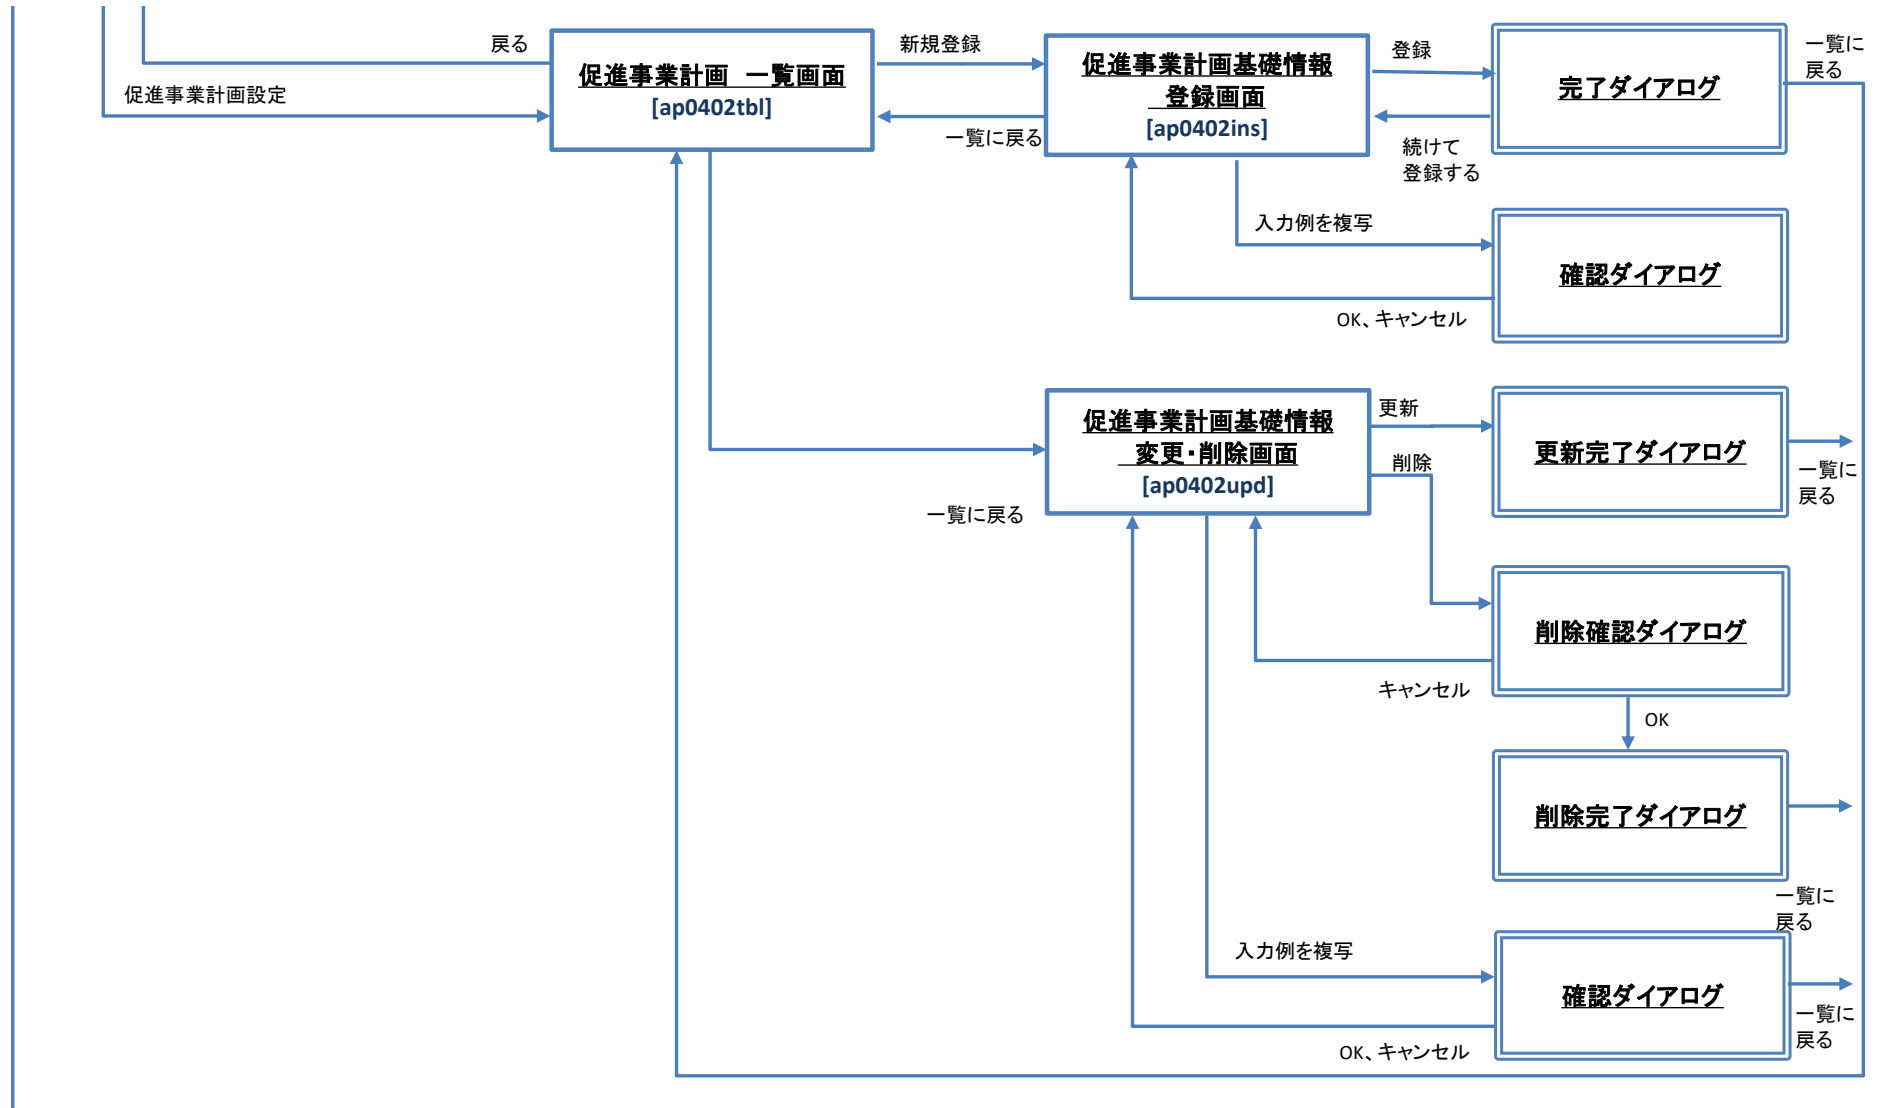 戻る
促進事業計画設定
促進事業計画　一覧画面
[ap0402tbl]
新規登録
一覧に戻る
促進事業計画基礎情報
登録画面
[ap0402ins]
登録
続けて
登録する
完了ダイアログ
一覧に
戻る
入力例を複写
OK、キャンセル
確認ダイアログ
促進事業計画基礎情報
変更・削除画面
[ap0402upd]
一覧に戻る
更新
削除
更新完了ダイアログ
一覧に
戻る
削除確認ダイアログ
キャンセル
OK
削除完了ダイアログ
一覧に
戻る
入力例を複写
OK、キャンセル
確認ダイアログ
一覧に
戻る